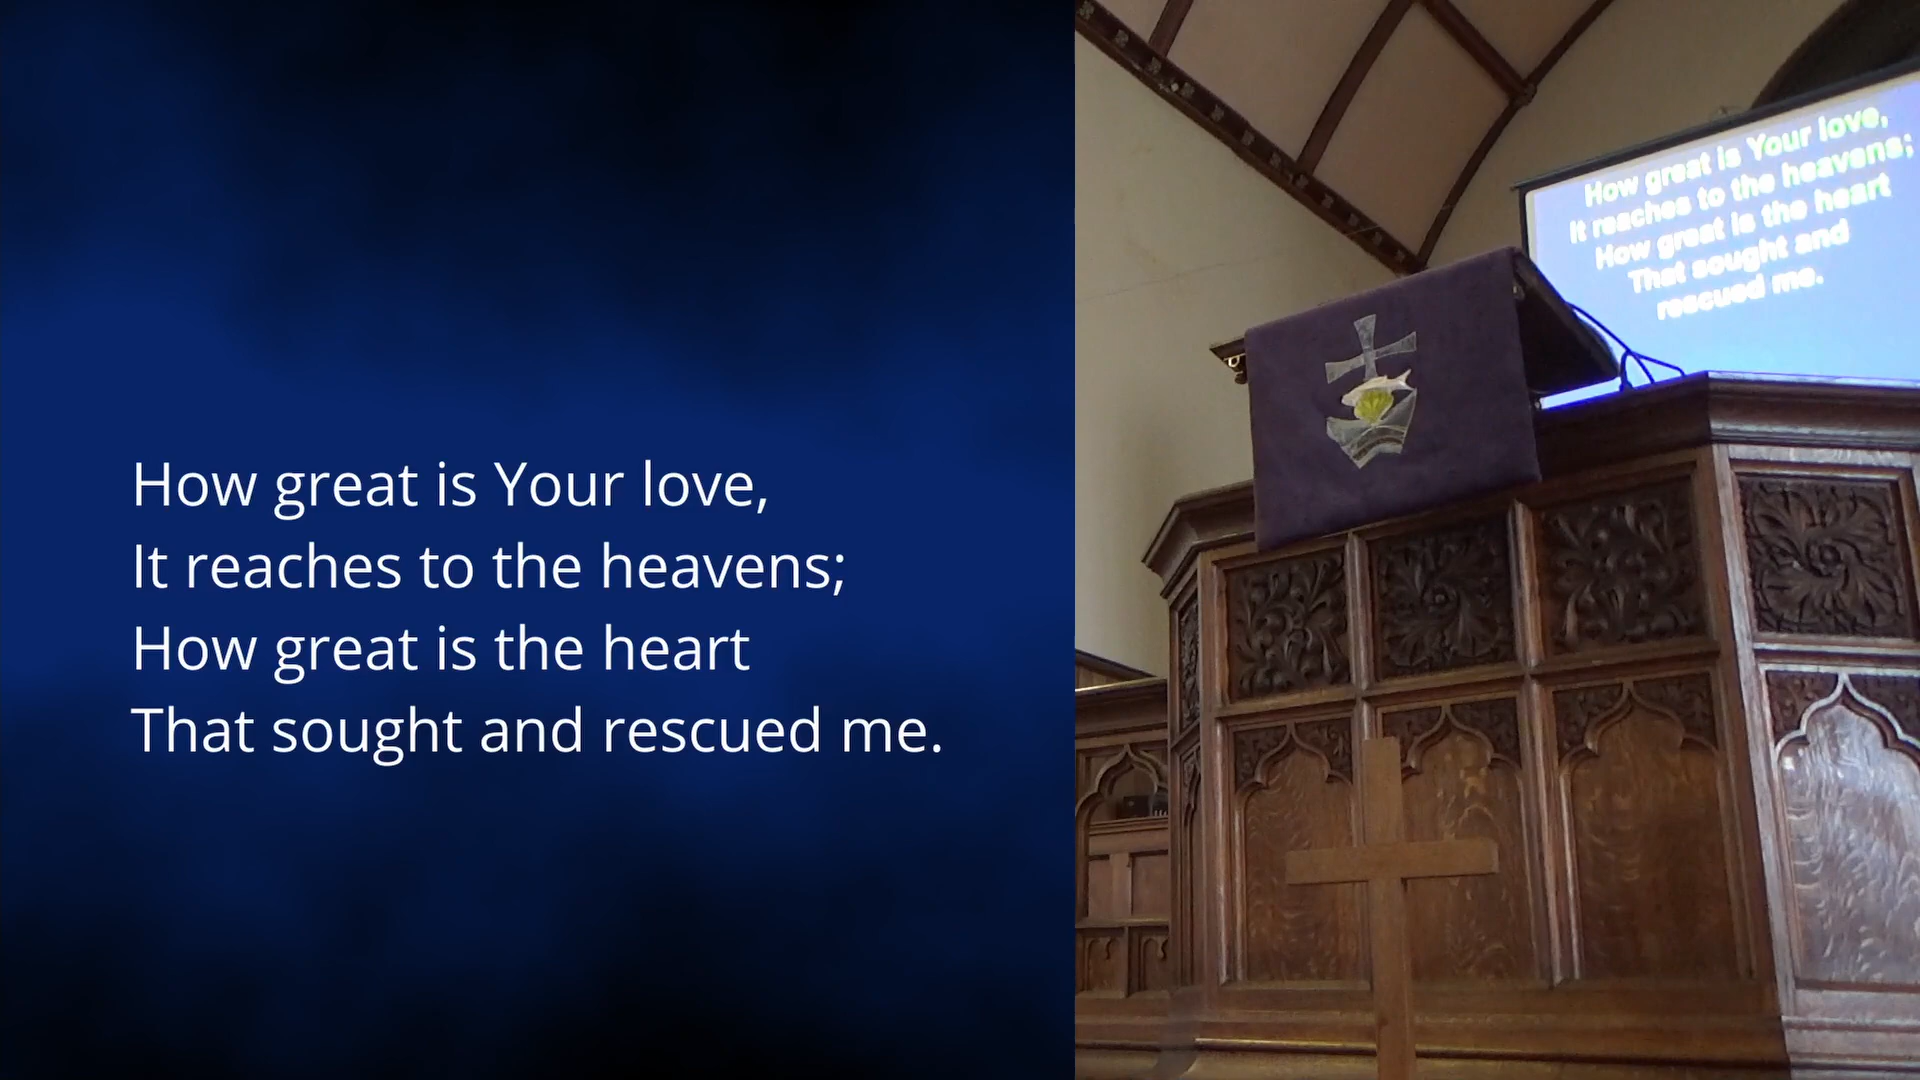 How great is Your love,
It reaches to the heavens;
How great is the heart
That sought and rescued me.
How great is Your love,
It reaches to the heavens;
How great is the heart
That sought and
rescued me.